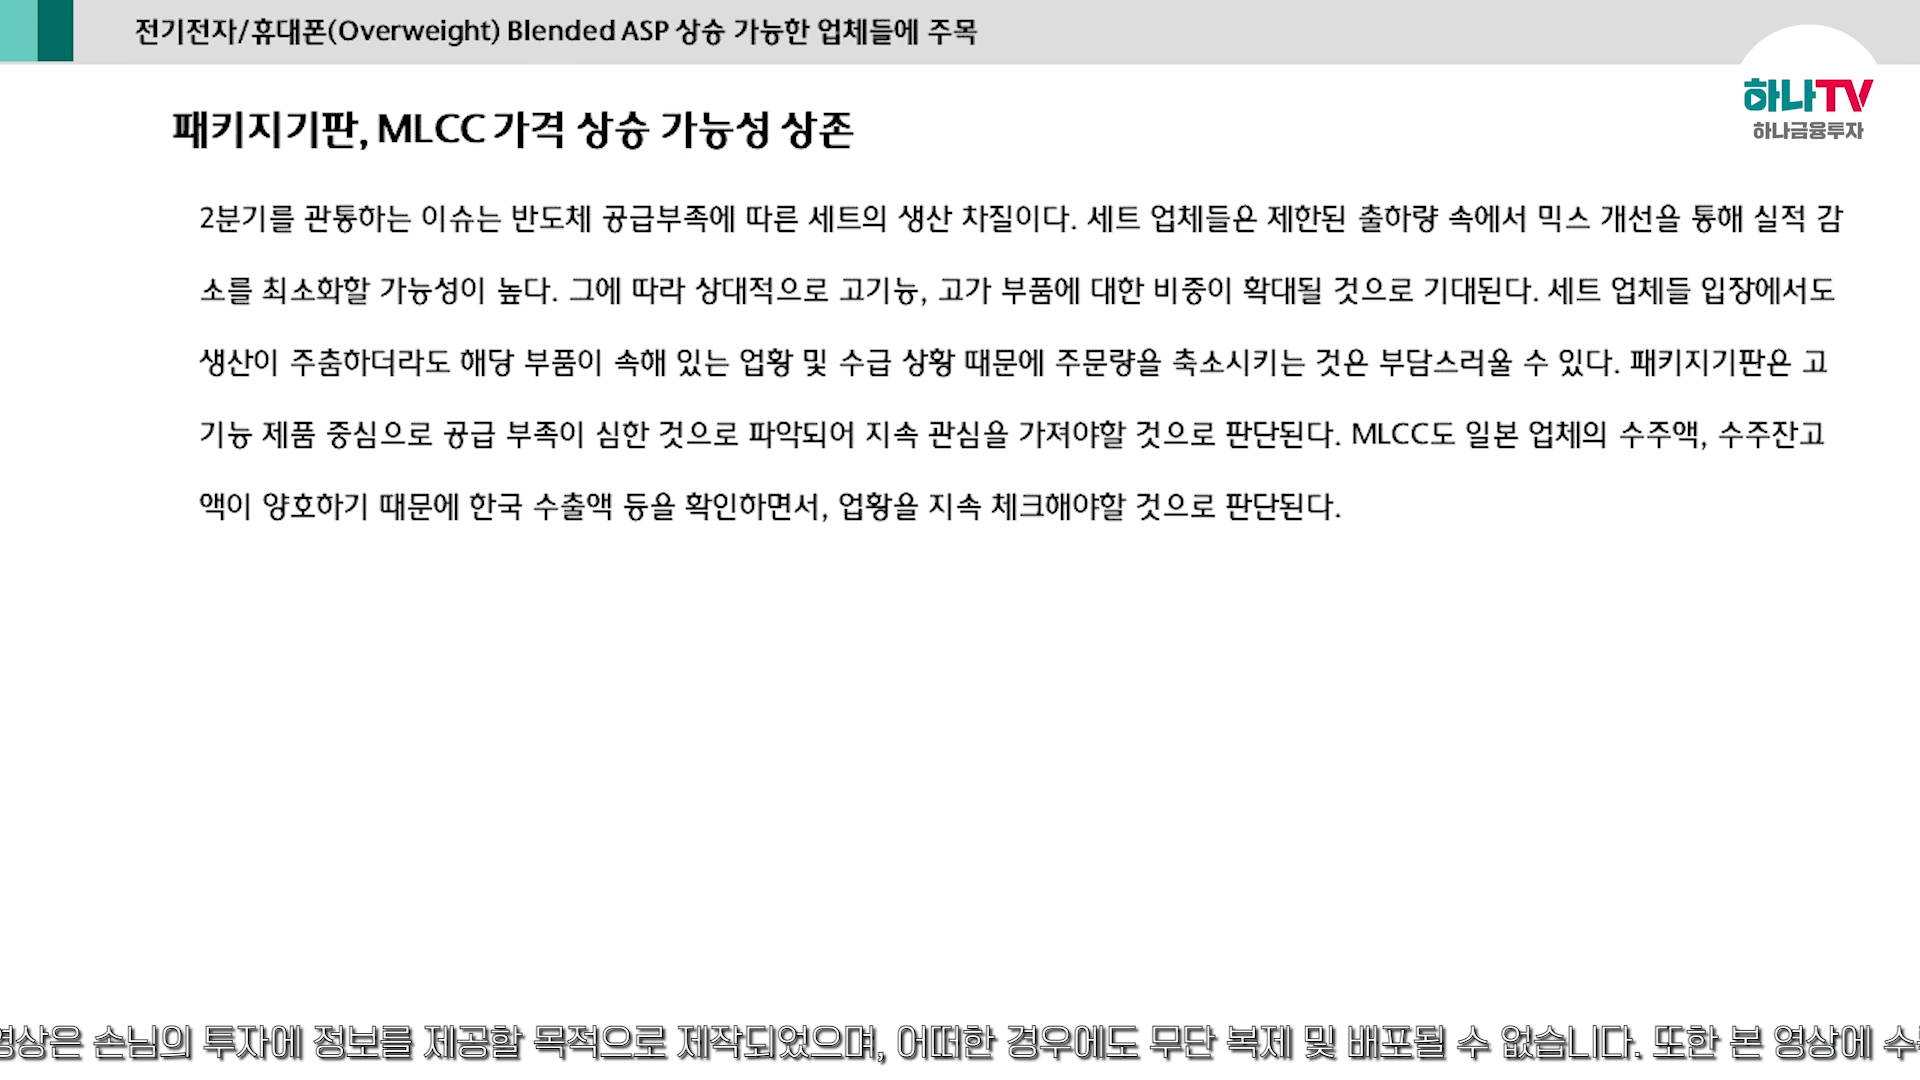 전기전자/휴대폰(Overweight) Blended ASP 상승 가능한 업체들에 주목
하나TV
하나금융투자
패키지기판, MLCC 가격 상승 가능성 상존
2분기를 관통하는 이슈는 반도체 공급부족에 따른 세트의 생산 차질이다. 세트 업체들은 제한된 출하량 속에서 믹스 개선을 통해 실적 감
소를 최소화할 가능성이 높다. 그에 따라 상대적으로 고기능, 고가 부품에 대한 비중이 확대될 것으로 기대된다. 세트 업체들 입장에서도
생산이 주춤하더라도 해당 부품이 속해 있는 업황 및 수급 상황 때문에 주문량을 축소시키는 것은 부담스러울 수 있다. 패키지기판은 고
기능 제품 중심으로 공급 부족이 심한 것으로 파악되어 지속 관심을 가져야할 것으로 판단된다. MLCC도 일본 업체의 수주액, 수주잔고
액이 양호하기 때문에 한국 수출액 등을 확인하면서, 업황을 지속 체크해야할 것으로 판단된다.
영상은 손님의 투자에 정보를 제공할 목적으로 제작되었으며, 어떠한 경우에도 무단 복제 및 배포될 수 없습니다. 또한 본 영상에